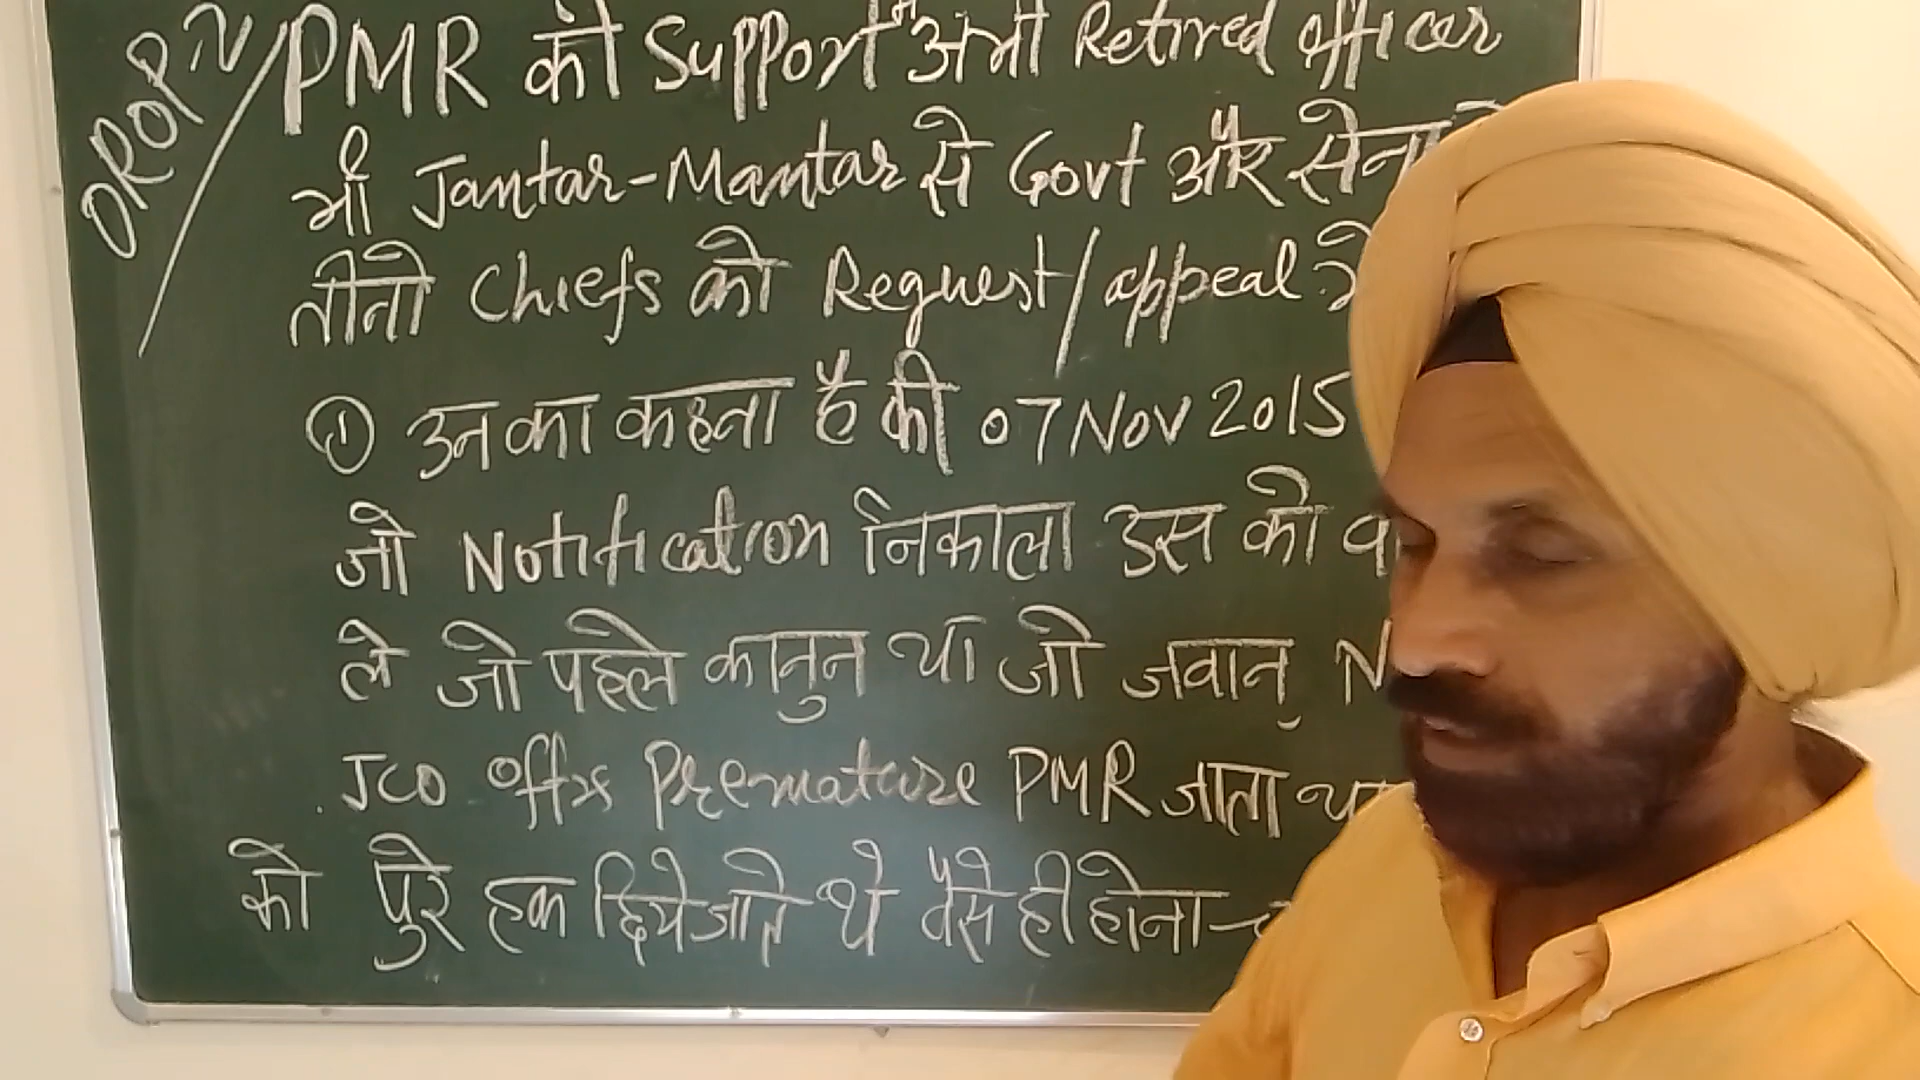 OROP
PMR को Support में अभी Retired officer
भी Jantar-Mantar से Govt और सेना
तीनो Chiefs को Request/appeal
① उनका कहना है की 07 Nov 2015
जो Notification निकाला उस को
ले जो पहले कानुन था जो जवान
JCO offrs Premature PMR जाता
को पुरे हक दिये जाते थे वैसे ही होना